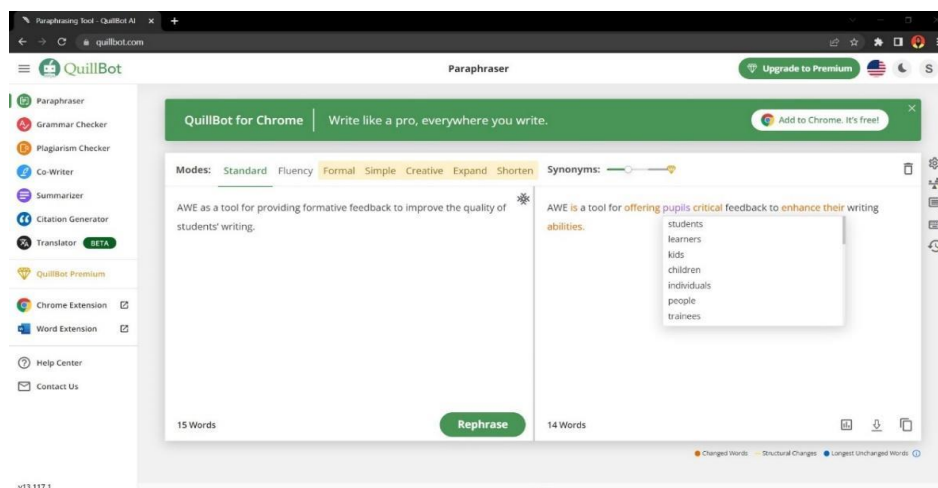 Paraphrasing Tool - QuillBot AI
quillbot.com
QuillBot
Paraphraser
Upgrade to Premium
S
Paraphraser
Grammar Checker
Plagiarism Checker
Co-Writer
Summarizer
Citation Generator
Translator BETA
QuillBot Premium
Chrome Extension
Word Extension
Help Center
Contact Us
QuillBot for Chrome Write like a pro, everywhere you write.
Add to Chrome. It's free!
Modes: Standard Fluency Formal Simple Creative Expand Shorten Synonyms:
AWE as a tool for providing formative feedback to improve the quality of
students' writing.
15 Words
Rephrase
AWE is a tool for offering pupils critical feedback to enhance their writing
abilities.
students
learners
kids
children
individuals
people
trainees
14 Words
Changed Words Structural Changes Longest Unchanged Words
v13.117.1